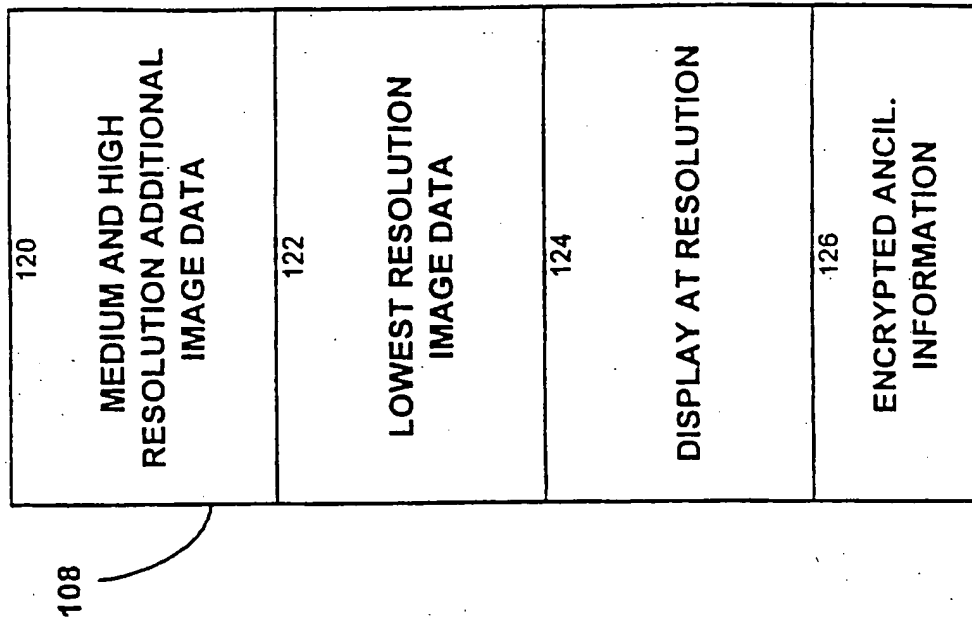 108
120
MEDIUM AND HIGH
RESOLUTION ADDITIONAL
IMAGE DATA
122
LOWEST RESOLUTION
IMAGE DATA
124
DISPLAY AT RESOLUTION
126
ENCRYPTED ANCIL.
INFORMATION